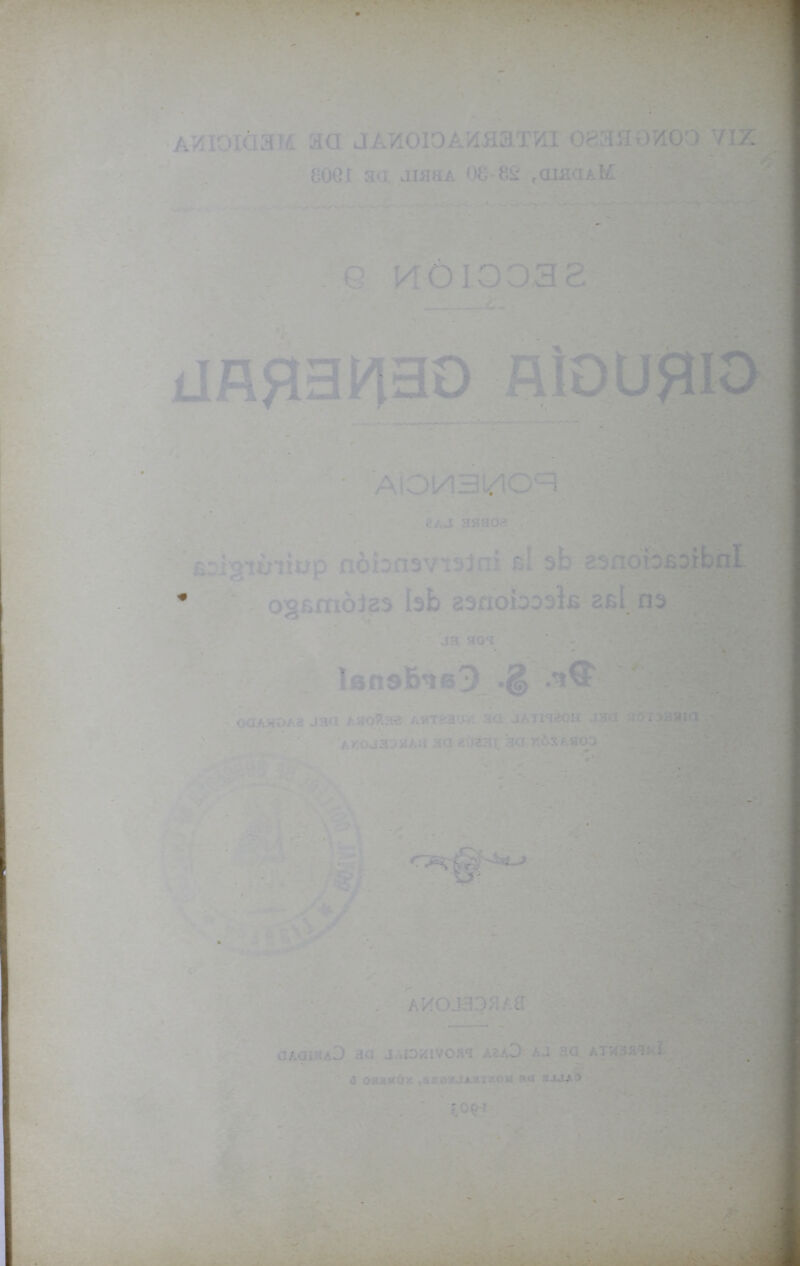 XIV CONGRESO INTERNACIONAL DE MEDICINA
MADRID, 23-30 ABRIL DE 1903
SECCIÓN 9
CIRUGÍA GENERAL
PONENCIA
SOBRE LAS
Indicaciones de la intervención quirúrgica
en las afecciones del estómago
POR EL
Dr. S. Cardenal
DIRECTOR DEL HOSPITAL DE NUESTRA SEÑORA DEL SAGRADO
CORAZÓN DE JESÚS DE BARCELONA
BARCELONA
IMPRENTA DE LA CASA PROVINCIAL DE CARIDAD
CALLE DE MONTEALEGRE, NÚMERO 5